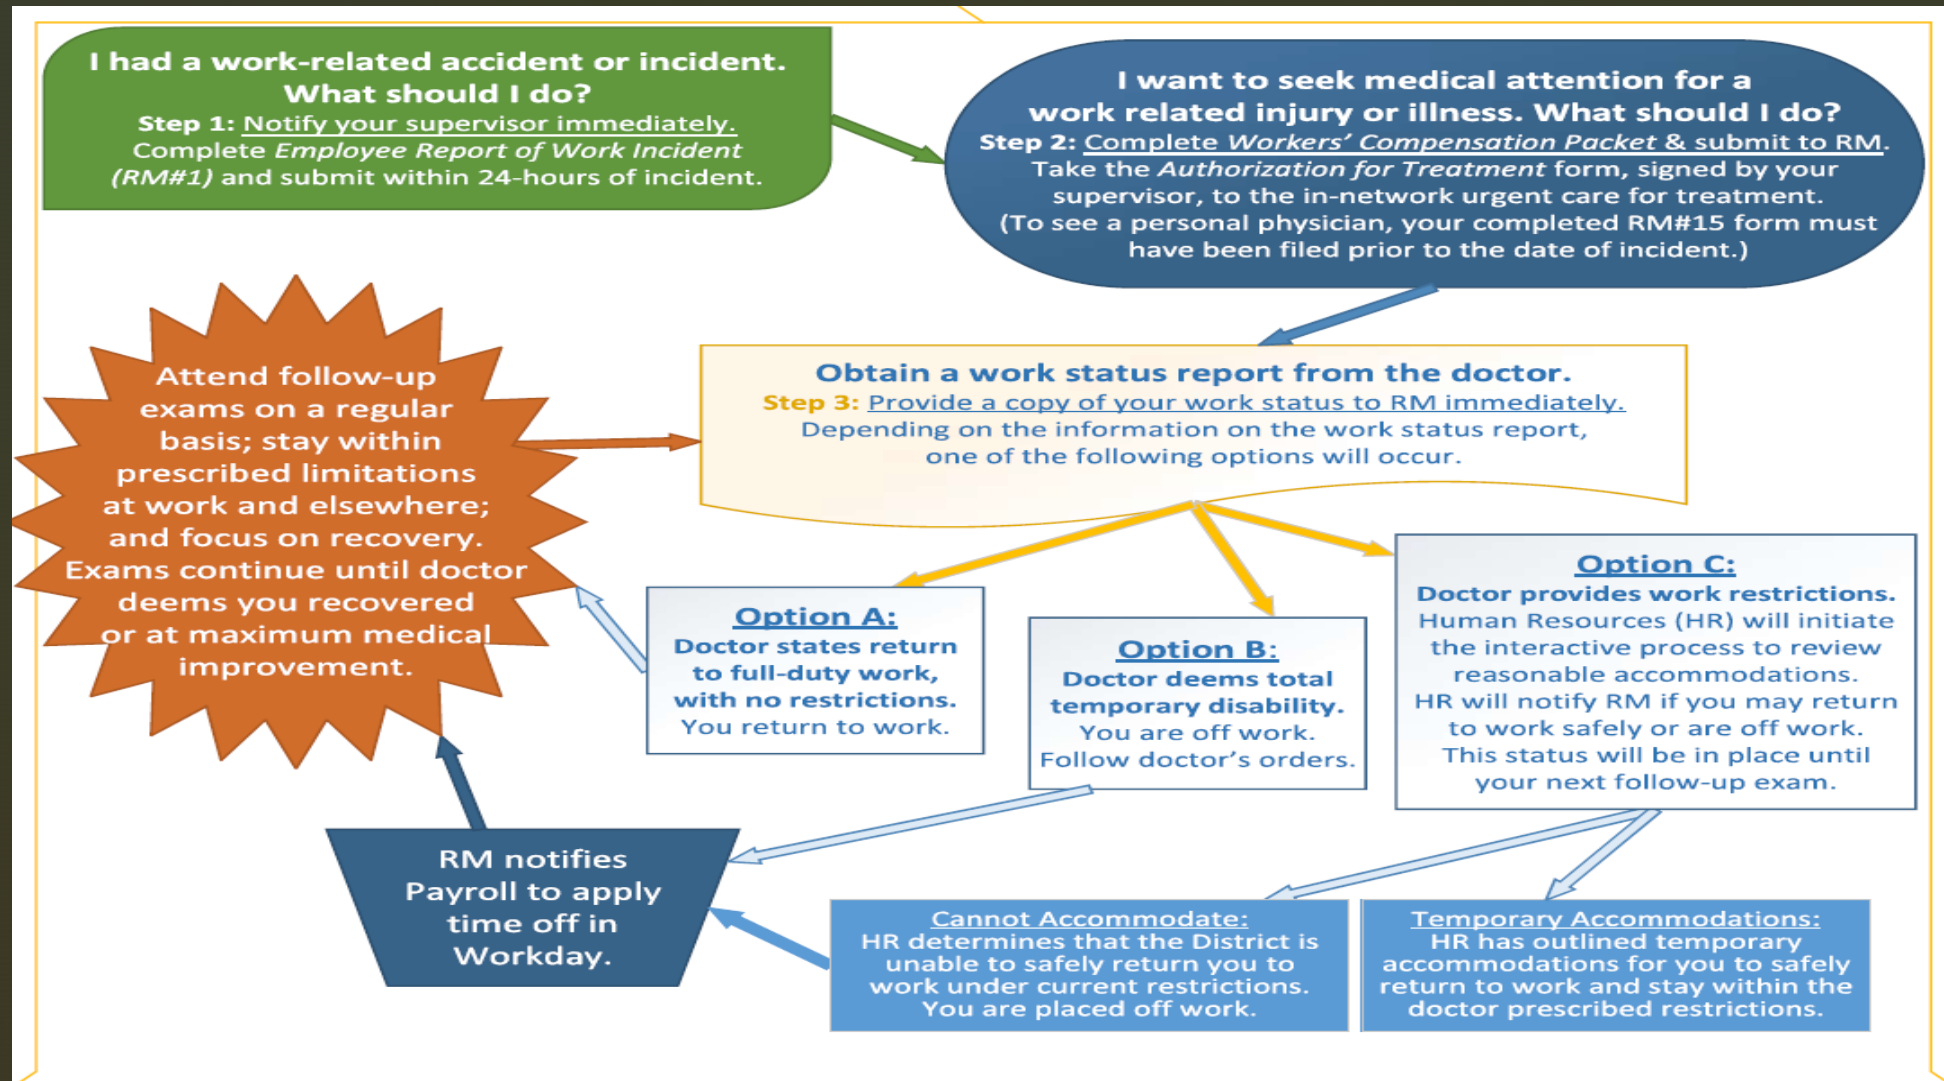 I had a work-related accident or incident.
What should I do?
Step 1: Notify your supervisor immediately.
Complete Employee Report of Work Incident
(RM#1) and submit within 24-hours of incident.
I want to seek medical attention for a
work related injury or illness. What should I do?
Step 2: Complete Workers’ Compensation Packet & submit to RM.
Take the Authorization for Treatment form, signed by your
supervisor, to the in-network urgent care for treatment.
(To see a personal physician, your completed RM#15 form must
have been filed prior to the date of incident.)
Obtain a work status report from the doctor.
Step 3: Provide a copy of your work status to RM immediately.
Depending on the information on the work status report,
one of the following options will occur.
Attend follow-up
exams on a regular
basis; stay within
prescribed limitations
at work and elsewhere;
and focus on recovery.
Exams continue until doctor
deems you recovered
or at maximum medical
improvement.
Option A:
Doctor states return
to full-duty work,
with no restrictions.
You return to work.
Option B:
Doctor deems total
temporary disability.
You are off work.
Follow doctor’s orders.
Option C:
Doctor provides work restrictions.
Human Resources (HR) will initiate
the interactive process to review
reasonable accommodations.
HR will notify RM if you may return
to work safely or are off work.
This status will be in place until
your next follow-up exam.
RM notifies
Payroll to apply
time off in
Workday.
Cannot Accommodate:
HR determines that the District is
unable to safely return you to
work under current restrictions.
You are placed off work.
Temporary Accommodations:
HR has outlined temporary
accommodations for you to safely
return to work and stay within the
doctor prescribed restrictions.